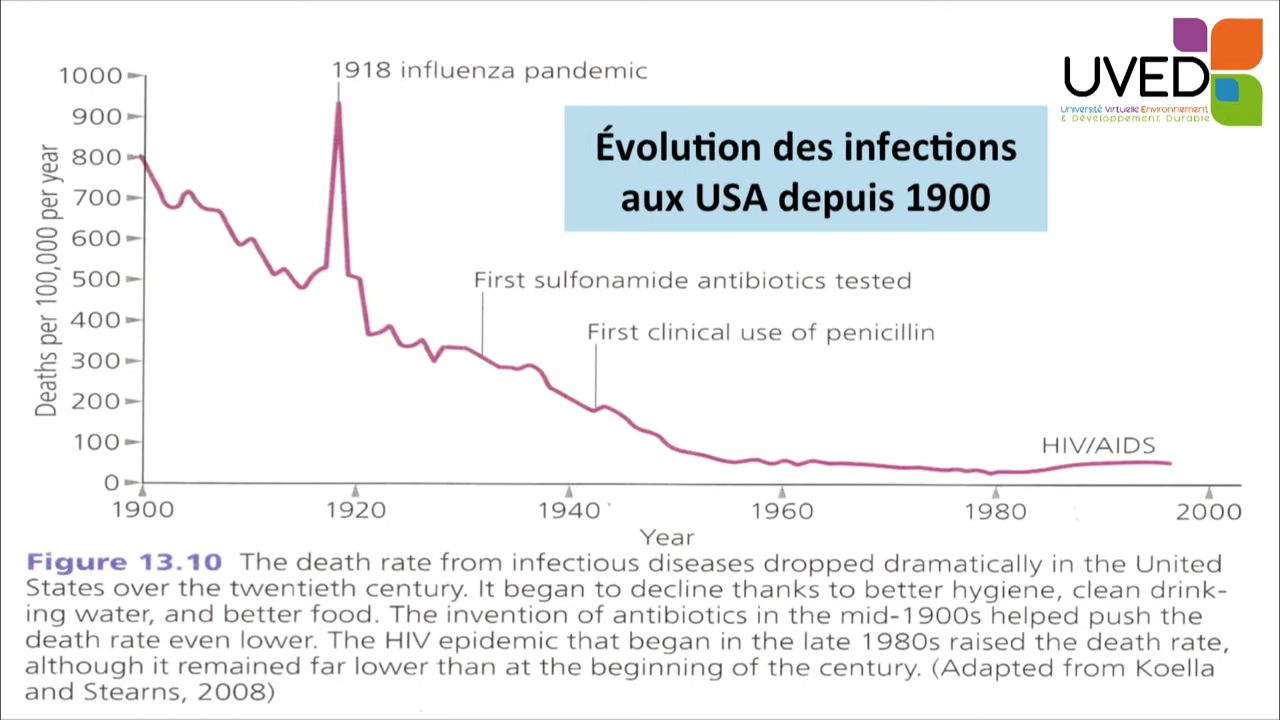 UVED
Université Virtuelle Environnement
& Développement Durable
Évolution des infections
aux USA depuis 1900
1918 influenza pandemic
First sulfonamide antibiotics tested
First clinical use of penicillin
HIV/AIDS
Deaths per 100,000 per year
1000
900
800
700
600
500
400
300
200
100
0
1900 1920 1940 1960 1980 2000
Year
Figure 13.10 The death rate from infectious diseases dropped dramatically in the United
States over the twentieth century. It began to decline thanks to better hygiene, clean drink-
ing water, and better food. The invention of antibiotics in the mid-1900s helped push the
death rate even lower. The HIV epidemic that began in the late 1980s raised the death rate,
although it remained far lower than at the beginning of the century. (Adapted from Koella
and Stearns, 2008)